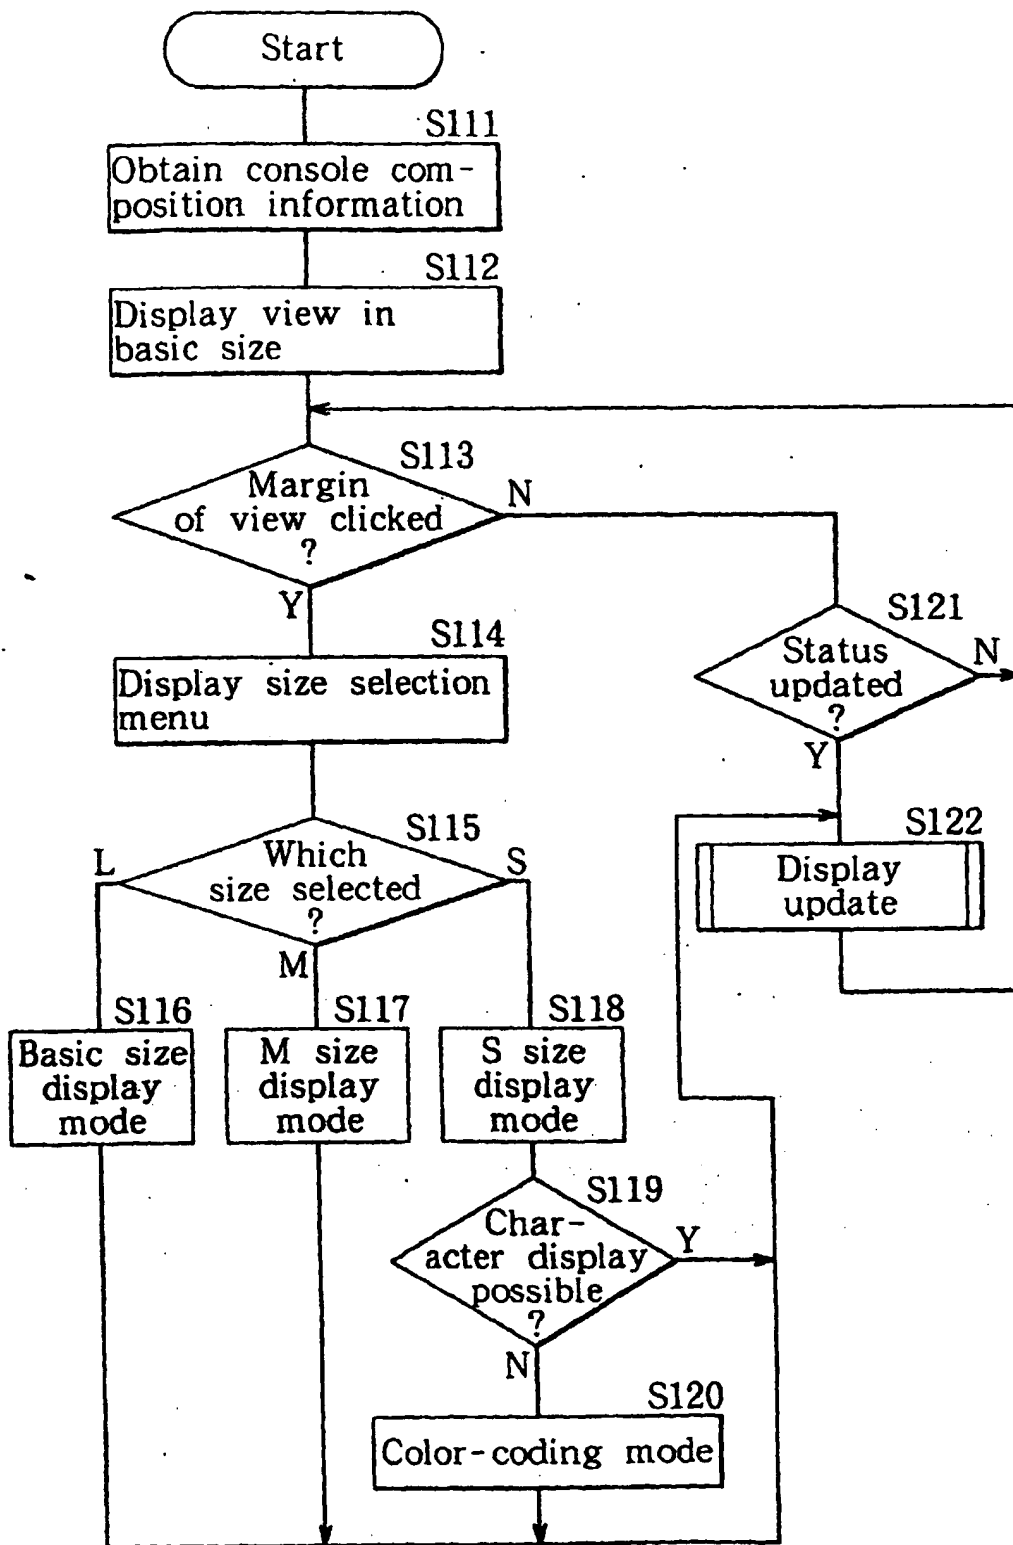 Start
S111
Obtain console com-
position information
S112
Display view in
basic size
S113
Margin
of view clicked
?
N
Y
S114
Display size selection
menu
S121
Status
updated
?
N
Y
S115
Which
size selected
?
L
S
M
S122
Display
update
S116
Basic size
display
mode
S117
M size
display
mode
S118
S size
display
mode
S119
Char-
acter display
possible
?
Y
N
S120
Color-coding mode